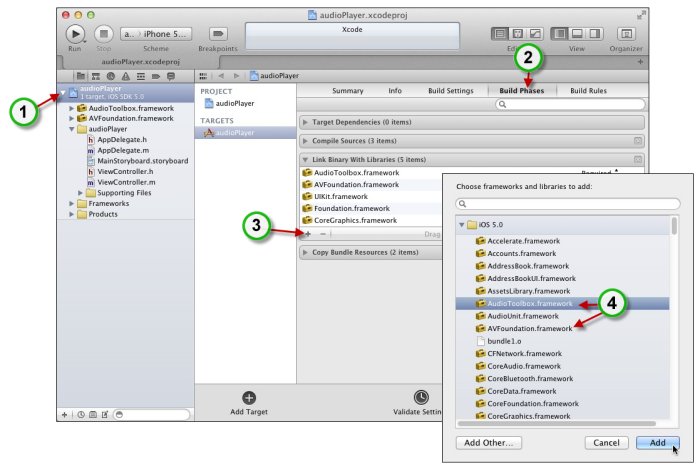 audioPlayer.xcodeproj
Run
Stop
a.. › iPhone 5...
Scheme
Breakpoints
Xcode
View
Organizer
audioPlayer.xcodeproj
audioPlayer
1 target, iOS SDK 5.0
AudioToolbox.framework
AVFoundation.framework
audioPlayer
AppDelegate.h
AppDelegate.m
MainStoryboard.storyboard
ViewController.h
ViewController.m
Supporting Files
Frameworks
Products
audioPlayer
PROJECT
audioPlayer
TARGETS
audioPlayer
Add Target
Summary
Info
Build Settings
Build Phases
Build Rules
Target Dependencies (0 items)
Compile Sources (3 items)
Link Binary With Libraries (5 items)
AudioToolbox.framework
Required
AVFoundation.framework
UIKit.framework
Foundation.framework
CoreGraphics.framework
Drag
Copy Bundle Resources (2 items)
Validate Settin
Choose frameworks and libraries to add:
iOS 5.0
Accelerate.framework
Accounts.framework
AddressBook.framework
AddressBookUI.framework
AssetsLibrary.framework
AudioToolbox.framework
AudioUnit.framework
AVFoundation.framework
bundle1.o
CFNetwork.framework
CoreAudio.framework
CoreBluetooth.framework
CoreData.framework
CoreFoundation.framework
CoreGraphics.framework
Add Other...
Cancel
Add
1
2
3
4